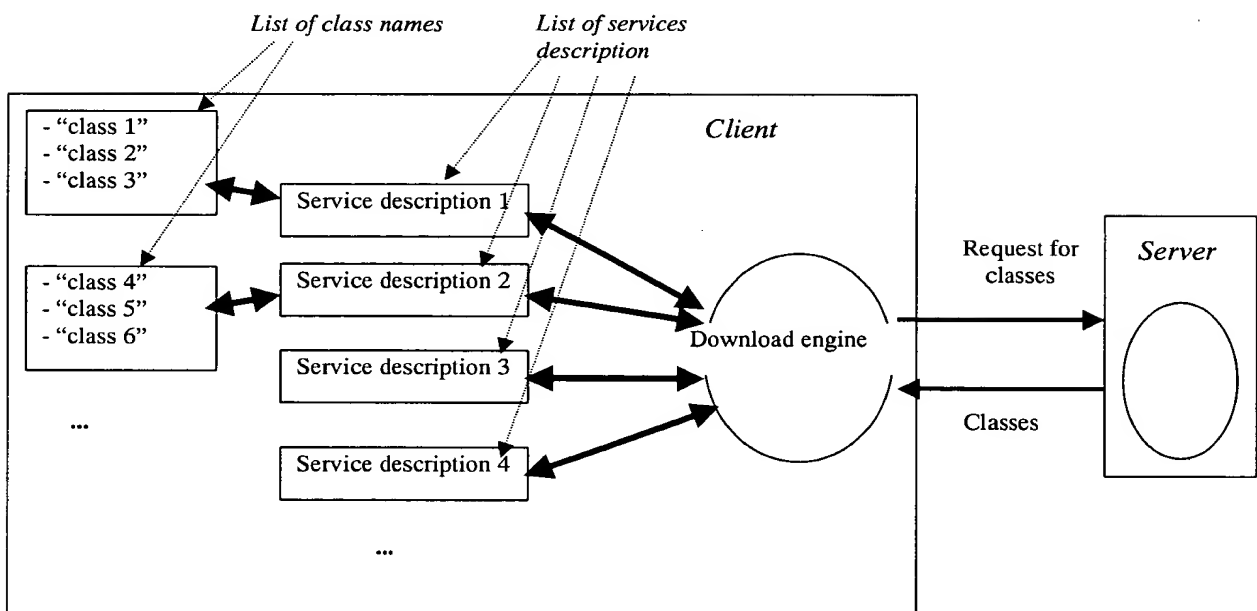 List of class names
List of services
description
Client
- “class 1”
- “class 2”
- “class 3”
Service description 1
- “class 4”
- “class 5”
- “class 6”
Service description 2
Service description 3
...
Service description 4
...
Download engine
Request for
classes
Classes
Server